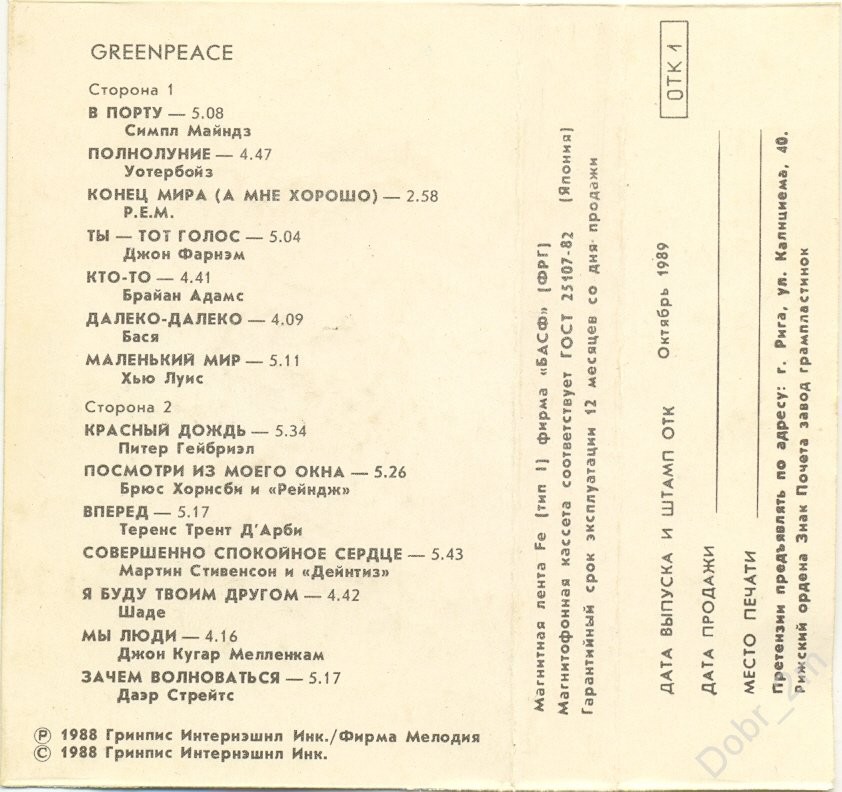 GREENPEACE
Сторона 1
В ПОРТУ — 5.08
Симпл Майндз
ПОЛНОЛУНИЕ — 4.47
Уотербойз
КОНЕЦ МИРА (А МНЕ ХОРОШО) — 2.58
Р.Е.М.
ТЫ — ТОТ ГОЛОС — 5.04
Джон Фарнэм
КТО-ТО — 4.41
Брайан Адамс
ДАЛЕКО-ДАЛЕКО — 4.09
Бася
МАЛЕНЬКИЙ МИР — 5.11
Хью Луис
Сторона 2
КРАСНЫЙ ДОЖДЬ — 5.34
Питер Гейбриэл
ПОСМОТРИ ИЗ МОЕГО ОКНА — 5.26
Брюс Хорнсби и «Рейндж»
ВПЕРЕД — 5.17
Теренс Трент Д'Арби
СОВЕРШЕННО СПОКОЙНОЕ СЕРДЦЕ — 5.43
Мартин Стивенсон и «Дейнтиз»
Я БУДУ ТВОИМ ДРУГОМ — 4.42
Шаде
МЫ ЛЮДИ — 4.16
Джон Кугар Мелленкам
ЗАЧЕМ ВОЛНОВАТЬСЯ — 5.17
Даэр Стрейтс
Ⓟ 1988 Гринпис Интернэшнл Инк./Фирма Мелодия
© 1988 Гринпис Интернэшнл Инк.
Магнитная лента Fe (тип I) фирма «БАСФ» (ФРГ)
Магнитофонная кассета соответствует ГОСТ 25107-82 (Япония)
Гарантийный срок эксплуатации 12 месяцев со дня продажи
ДАТА ВЫПУСКА И ШТАМП ОТК Октябрь 1989
ОТК 1
ДАТА ПРОДАЖИ
МЕСТО ПЕЧАТИ
Претензии предъявлять по адресу: г. Рига, ул. Калнциема, 40.
Рижский ордена Знак Почета завод грампластинок
Dobr_2m